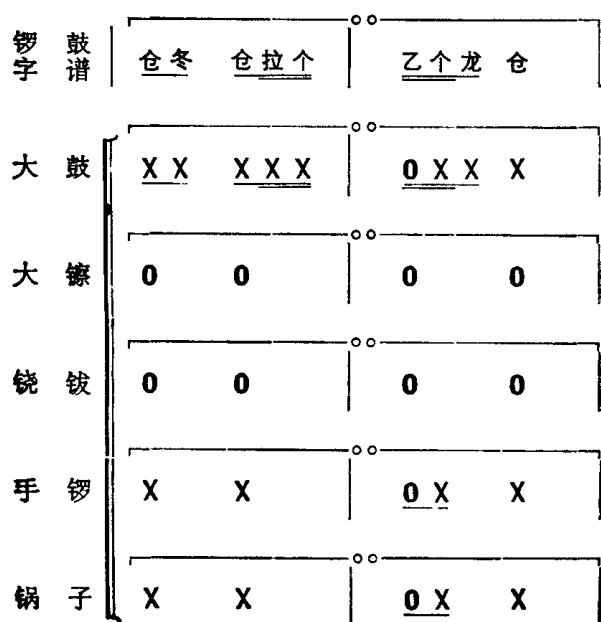 锣鼓字谱 仓冬 仓拉个 乙个龙 仓
大鼓 X X X X X 0 X X X
大镲 0 0 0 0
铙钹 0 0 0 0
手锣 X X 0 X X
锅子 X X 0 X X